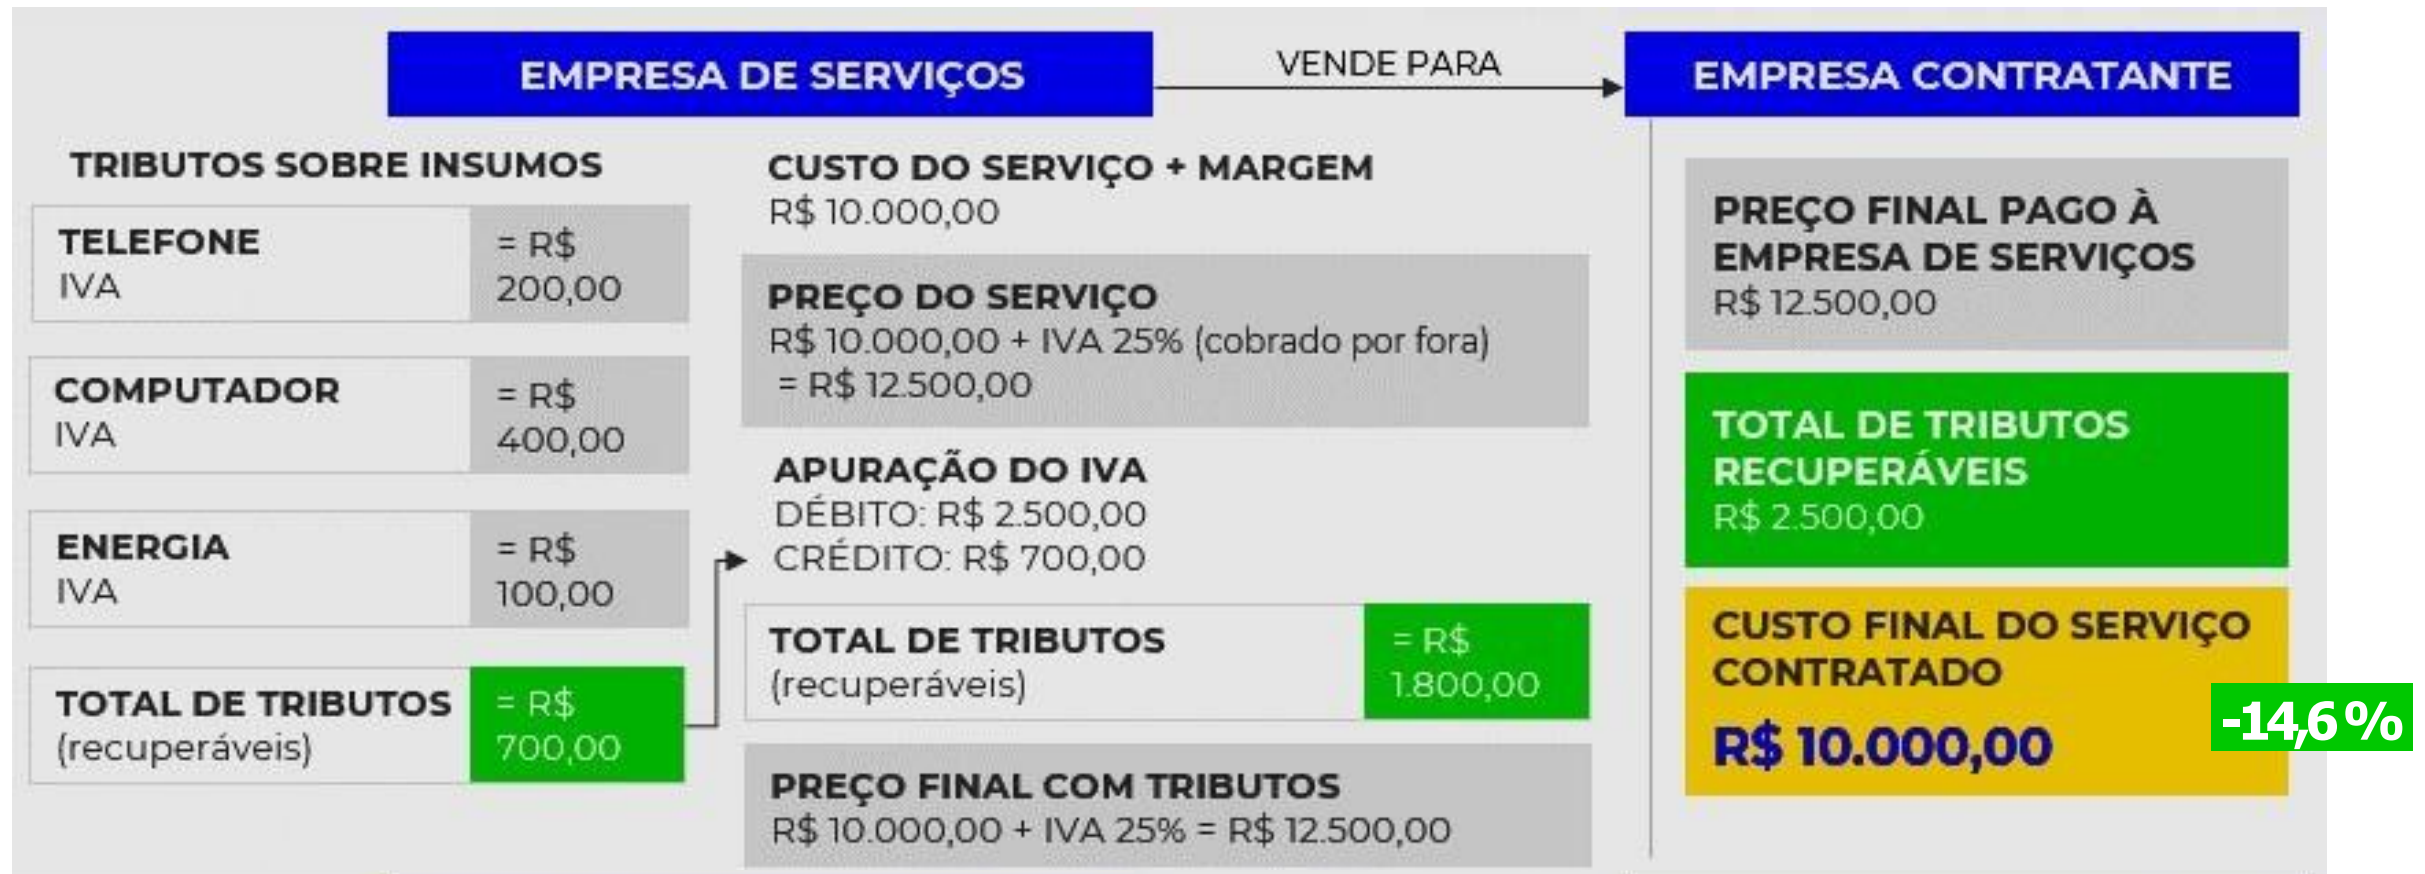 EMPRESA DE SERVIÇOS
VENDE PARA
EMPRESA CONTRATANTE
TRIBUTOS SOBRE INSUMOS
TELEFONE
IVA
= R$
200,00
COMPUTADOR
IVA
= R$
400,00
ENERGIA
IVA
= R$
100,00
TOTAL DE TRIBUTOS
(recuperáveis)
= R$
700,00
CUSTO DO SERVIÇO + MARGEM
R$ 10.000,00
PREÇO DO SERVIÇO
R$ 10.000,00 + IVA 25% (cobrado por fora)
= R$ 12.500,00
APURAÇÃO DO IVA
DÉBITO: R$ 2.500,00
CRÉDITO: R$ 700,00
TOTAL DE TRIBUTOS
(recuperáveis)
= R$
1.800,00
PREÇO FINAL COM TRIBUTOS
R$ 10.000,00 + IVA 25% = R$ 12.500,00
PREÇO FINAL PAGO À
EMPRESA DE SERVIÇOS
R$ 12.500,00
TOTAL DE TRIBUTOS
RECUPERÁVEIS
R$ 2.500,00
CUSTO FINAL DO SERVIÇO
CONTRATADO
R$ 10.000,00
-14,6%